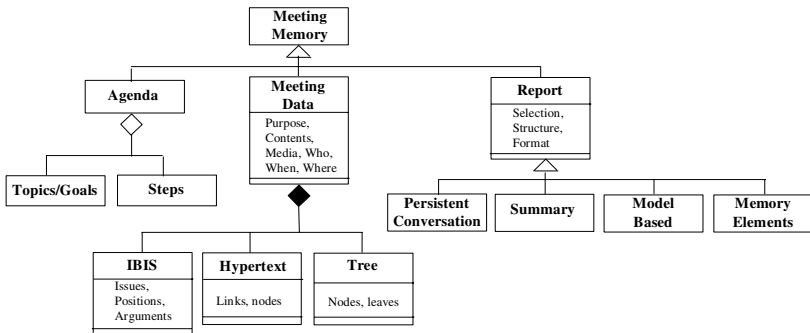 Meeting
Memory
Agenda
Meeting
Data
Purpose,
Contents,
Media, Who,
When, Where
Report
Selection,
Structure,
Format
Topics/Goals
Steps
Persistent
Conversation
Summary
Model
Based
Memory
Elements
IBIS
Issues,
Positions,
Arguments
Hypertext
Links, nodes
Tree
Nodes, leaves